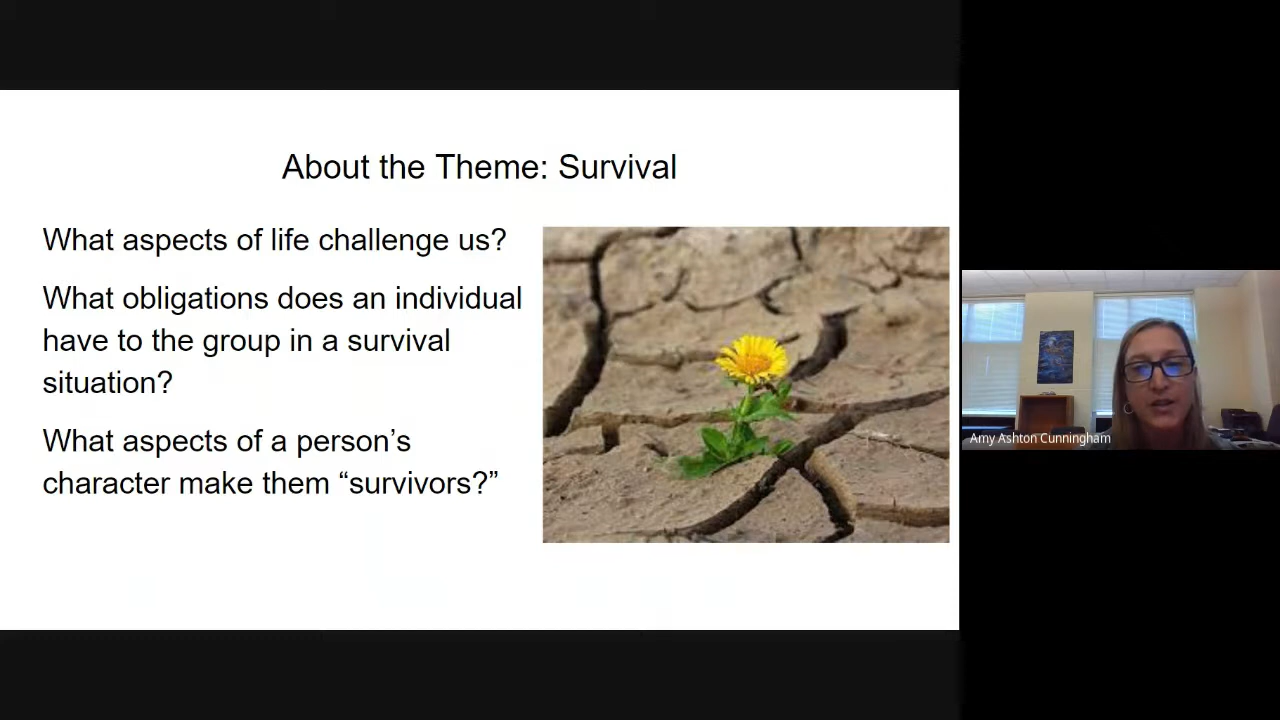 About the Theme: Survival
What aspects of life challenge us?
What obligations does an individual
have to the group in a survival
situation?
What aspects of a person’s
character make them “survivors?”
Amy Ashton Cunningham